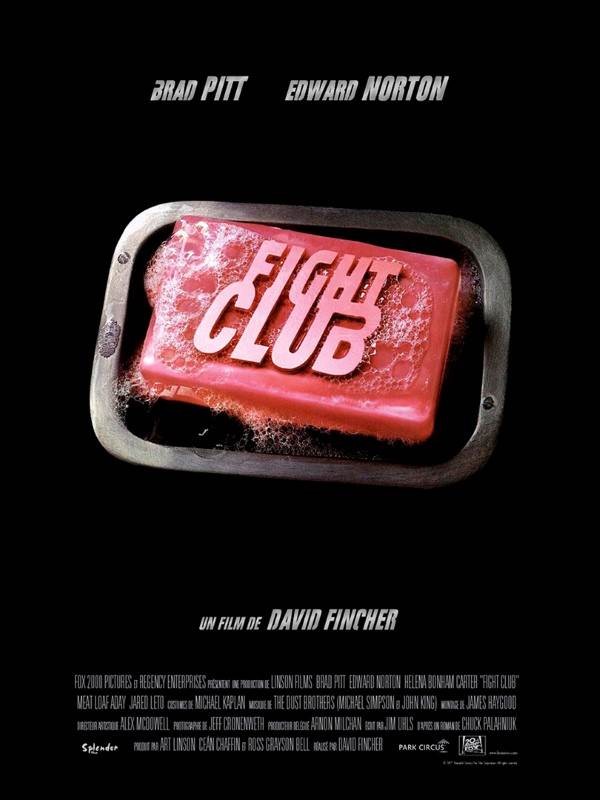 BRAD PITT EDWARD NORTON
FIGHT
CLUB
UN FILM DE DAVID FINCHER
FOX 2000 PICTURES ET REGENCY ENTERPRISES PRÉSENTENT UNE PRODUCTION DE LINSON FILMS BRAD PITT EDWARD NORTON HELENA BONHAM CARTER "FIGHT CLUB"
MEAT LOAF ADAY JARED LETO COSTUMES DE MICHAEL KAPLAN MUSIQUE DE THE DUST BROTHERS (MICHAEL SIMPSON ET JOHN KING) MONTAGE DE JAMES HAYGOOD
DIRECTEUR ARTISTIQUE ALEX MCDOWELL PHOTOGRAPHIE DE JEFF CRONENWETH PRODUCTEUR DÉLÉGUÉ ARNON MILCHAN ÉCRIT PAR JIM UHLS D'APRÈS UN ROMAN DE CHUCK PALAHNIUK
Splendor PRODUIT PAR ART LINSON CEÁN CHAFFIN ET ROSS GRAYSON BELL RÉALISÉ PAR DAVID FINCHER PARK CIRCUS 20th FOX